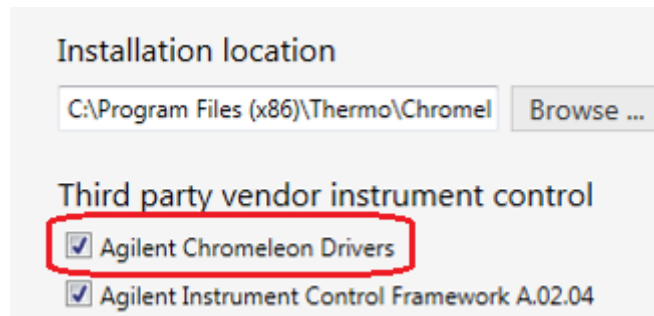 Installation location
C:\Program Files (x86)\Thermo\Chromel
Browse ...
Third party vendor instrument control
Agilent Chromeleon Drivers
Agilent Instrument Control Framework A.02.04